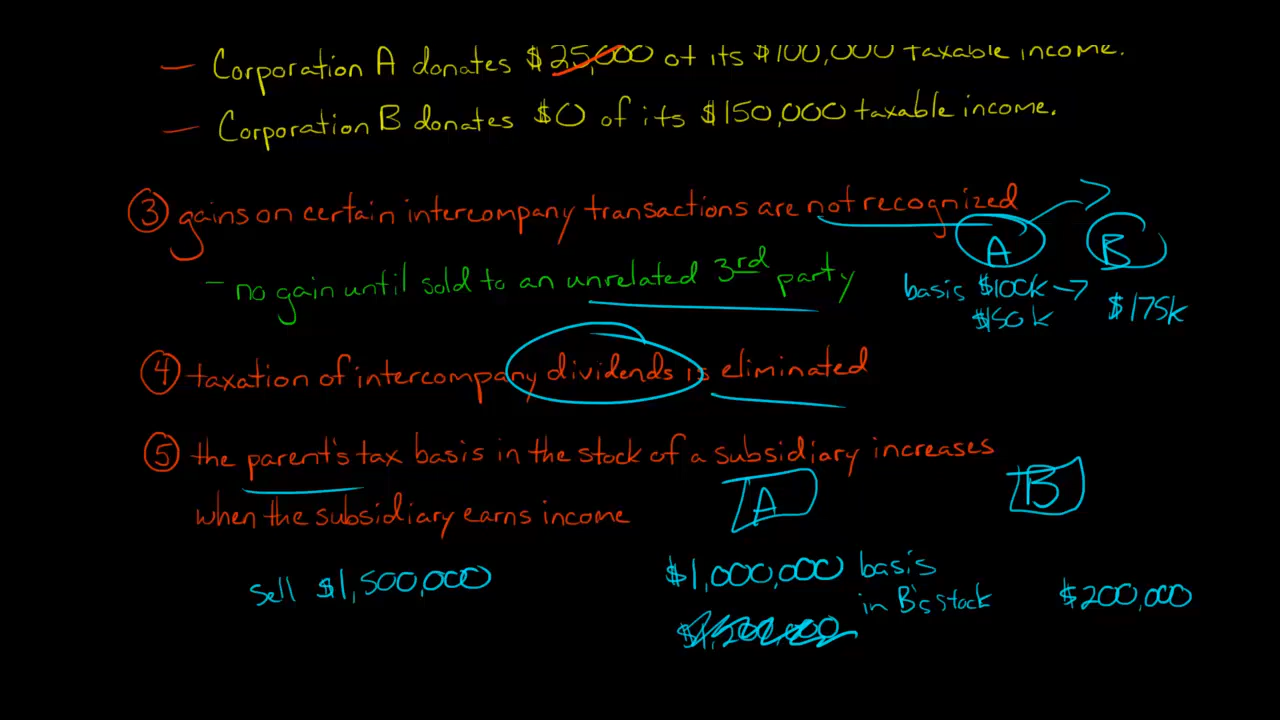 — Corporation A donates $25,000 of its $100,000 taxable income.
— Corporation B donates $0 of its $150,000 taxable income.
③ gains on certain intercompany transactions are not recognized
A B
- no gain until sold to an unrelated 3rd party
basis $100k → $175k
$150k
④ taxation of intercompany dividends is eliminated
⑤ the parent's tax basis in the stock of a subsidiary increases
when the subsidiary earns income
A B
sell $1,500,000 $1,000,000 basis
in B's stock $200,000
$1,200,000